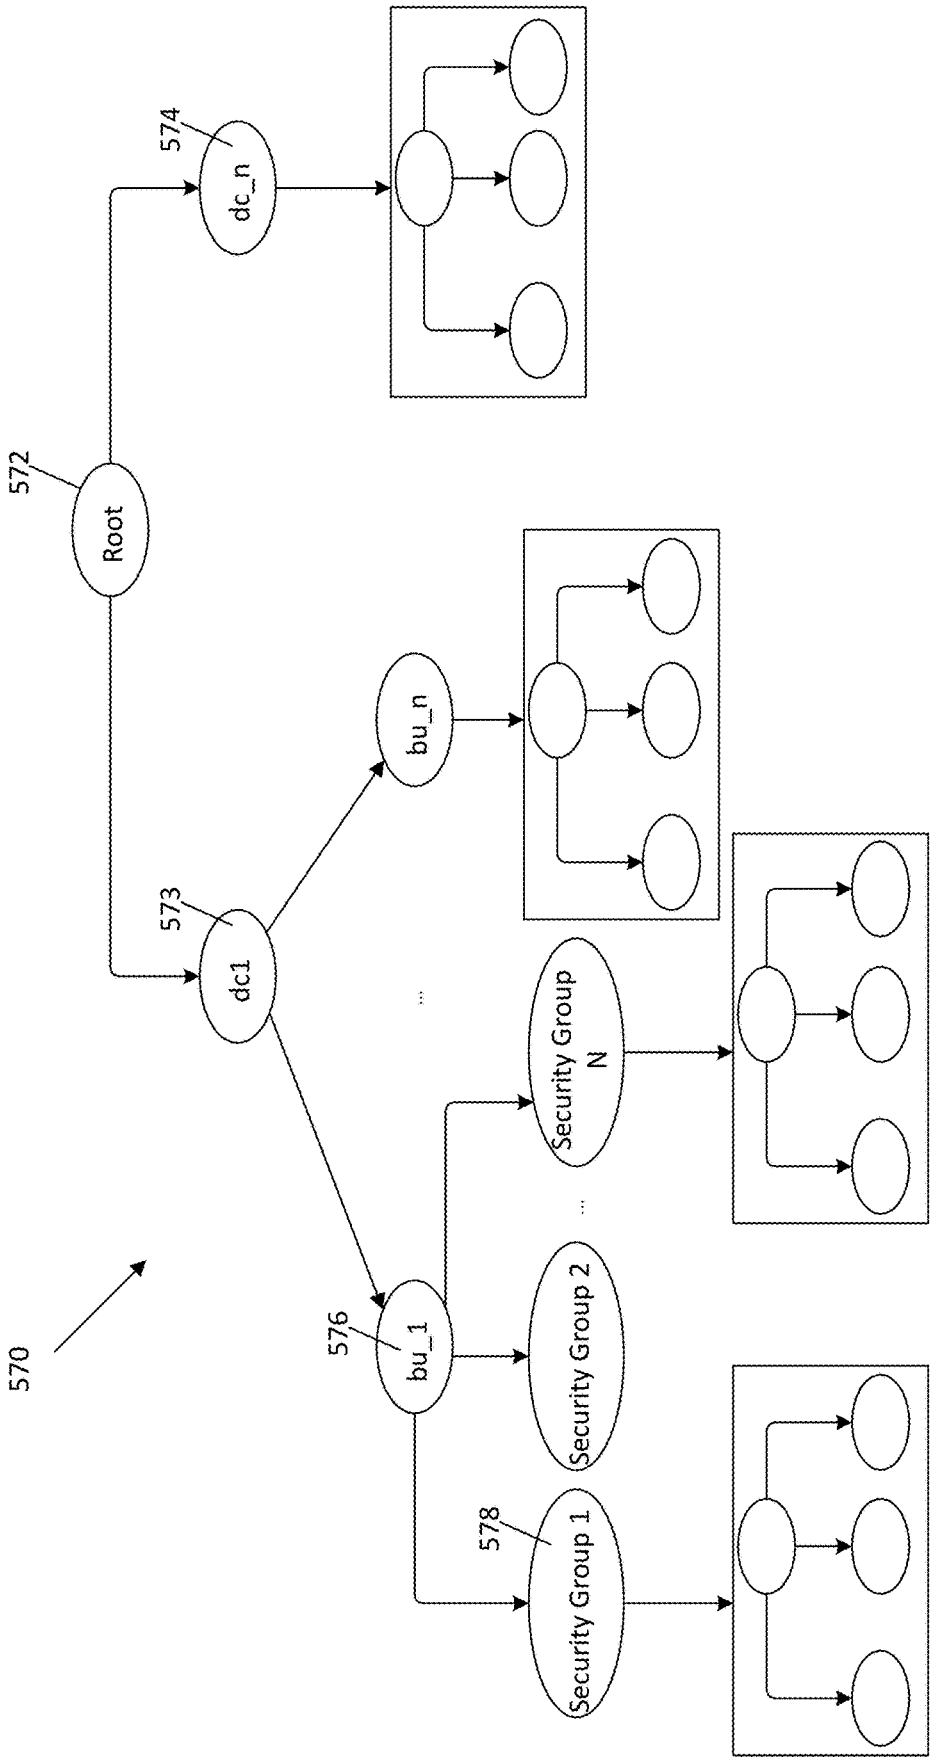 570
572
Root
573
dc1
574
dc_n
576
bu_1
...
bu_n
578
Security Group 1
Security Group 2
...
Security Group
N